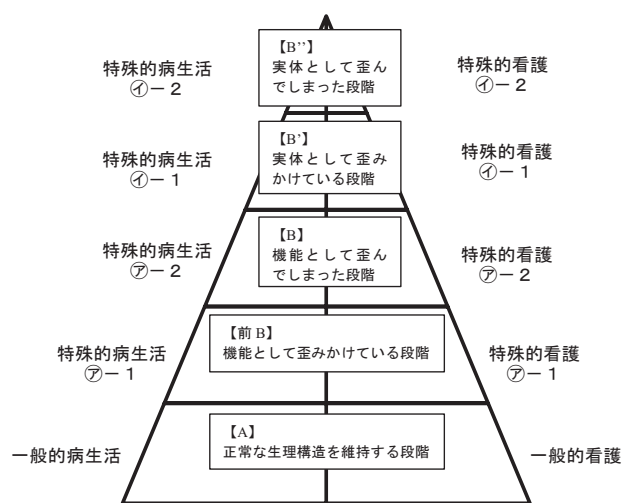 【B’’】
実体として歪ん
でしまった段階
特殊的病生活
㋑－2
特殊的看護
㋑－2
【B’】
実体として歪み
かけている段階
特殊的病生活
㋑－1
特殊的看護
㋑－1
【B】
機能として歪ん
でしまった段階
特殊的病生活
㋐－2
特殊的看護
㋐－2
【前 B】
機能として歪みかけている段階
特殊的病生活
㋐－1
特殊的看護
㋐－1
【A】
正常な生理構造を維持する段階
一般的病生活
一般的看護